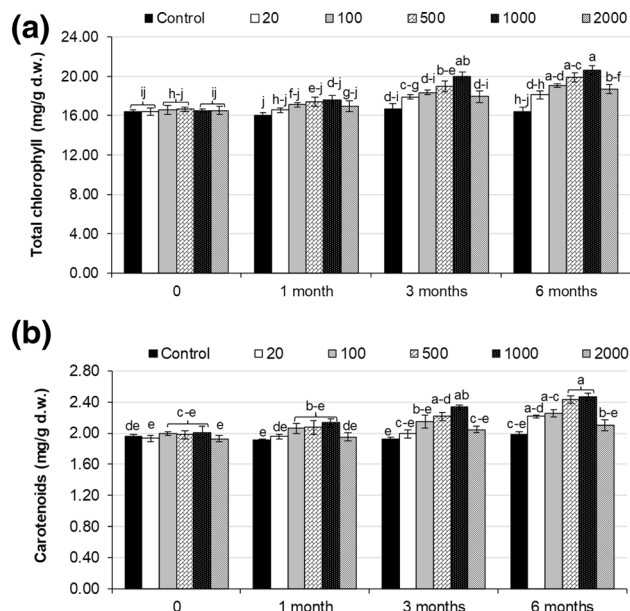 (a)
Control 20 100 500 1000 2000
Total chlorophyll (mg/g d.w.)
24.00
20.00
16.00
12.00
8.00
4.00
0.00
ij h-j ij
j h-j f-j e-j d-j g-j
d-i c-g d-i b-e ab d-i
h-j d-h a-d a-c a b-f
0 1 month 3 months 6 months
(b)
Control 20 100 500 1000 2000
Carotenoids (mg/g d.w.)
2.80
2.40
2.00
1.60
1.20
0.80
0.40
0.00
de e c-e e
e de b-e de
e c-e b-e a-d ab c-e
c-e a-d a-c a b-e
0 1 month 3 months 6 months